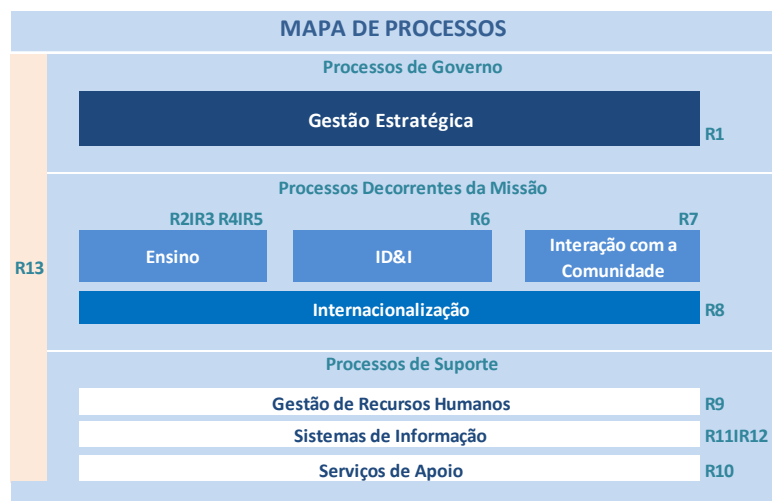 MAPA DE PROCESSOS
Processos de Governo
Gestão Estratégica
R1
Processos Decorrentes da Missão
R2IR3 R4IR5
R6
R7
Ensino
ID&I
Interação com a
Comunidade
R13
Internacionalização
R8
Processos de Suporte
Gestão de Recursos Humanos
R9
Sistemas de Informação
R11IR12
Serviços de Apoio
R10